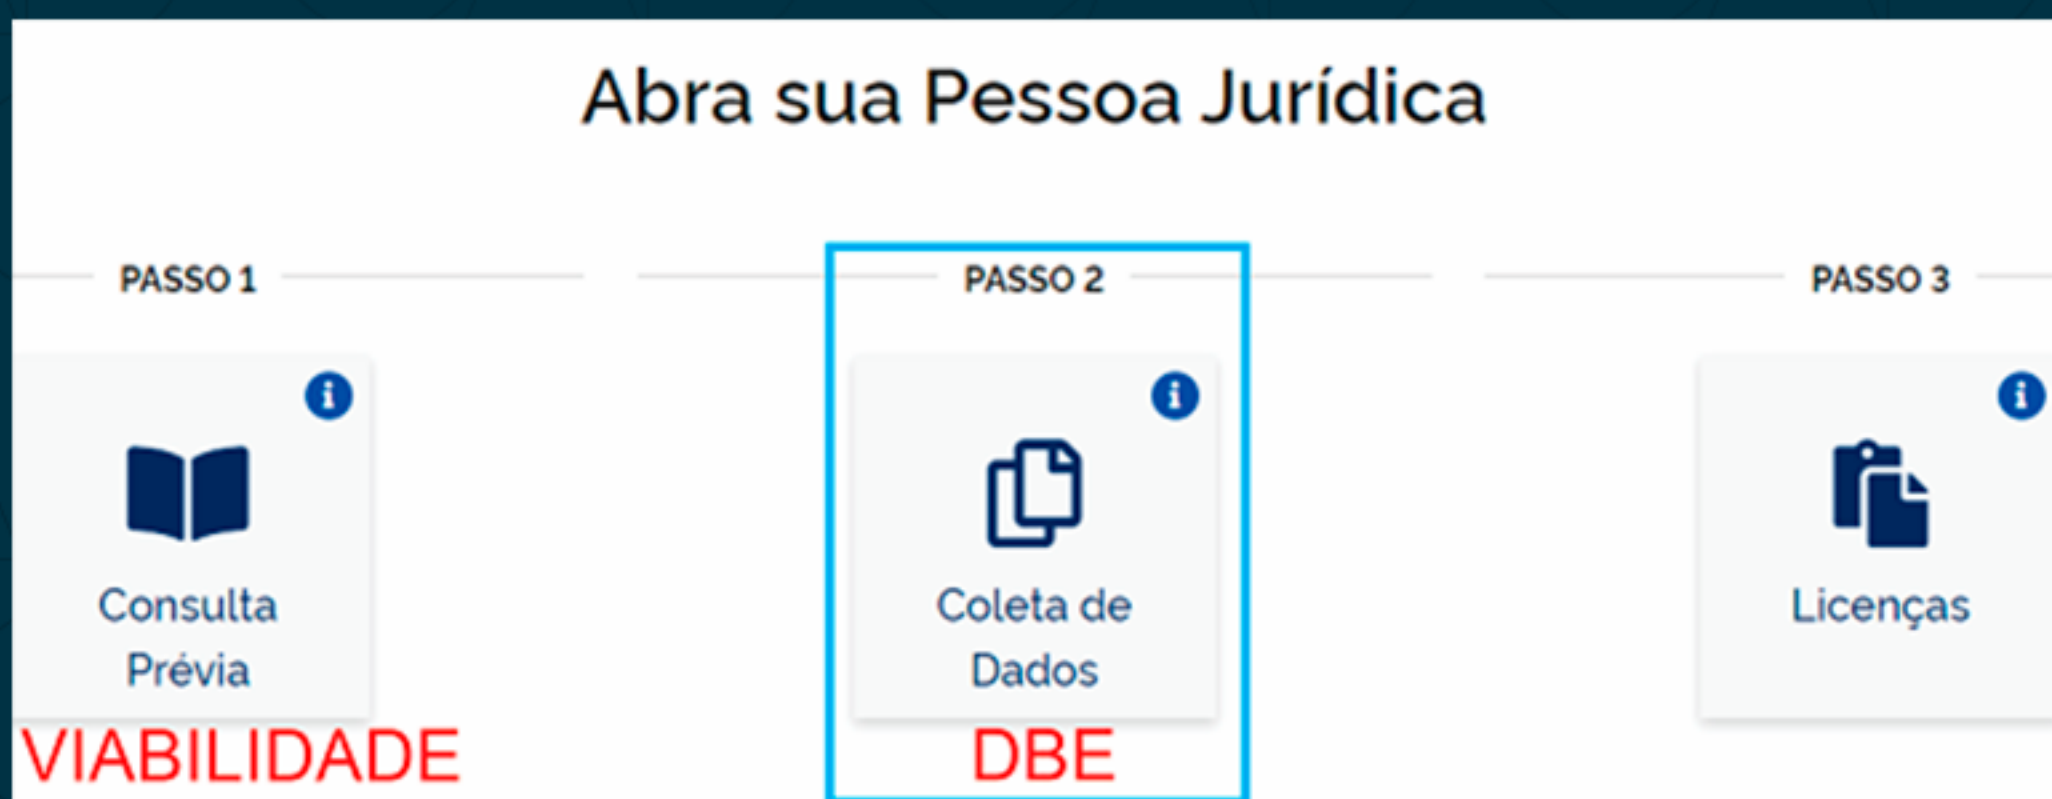 Abra sua Pessoa Jurídica
PASSO 1
PASSO 2
PASSO 3
Consulta
Prévia
VIABILIDADE
Coleta de
Dados
DBE
Licenças